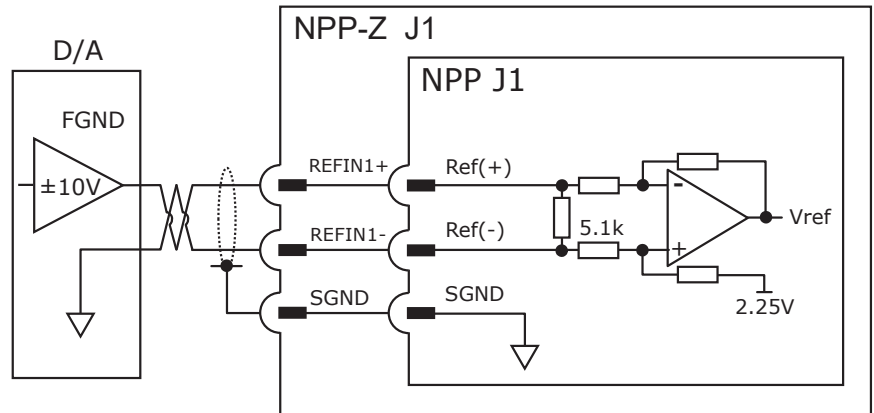 NPP-Z J1
D/A
NPP J1
FGND
±10V
REFIN1+
Ref(+)
-
REFIN1-
Ref(-)
5.1k
+
Vref
SGND
SGND
2.25V